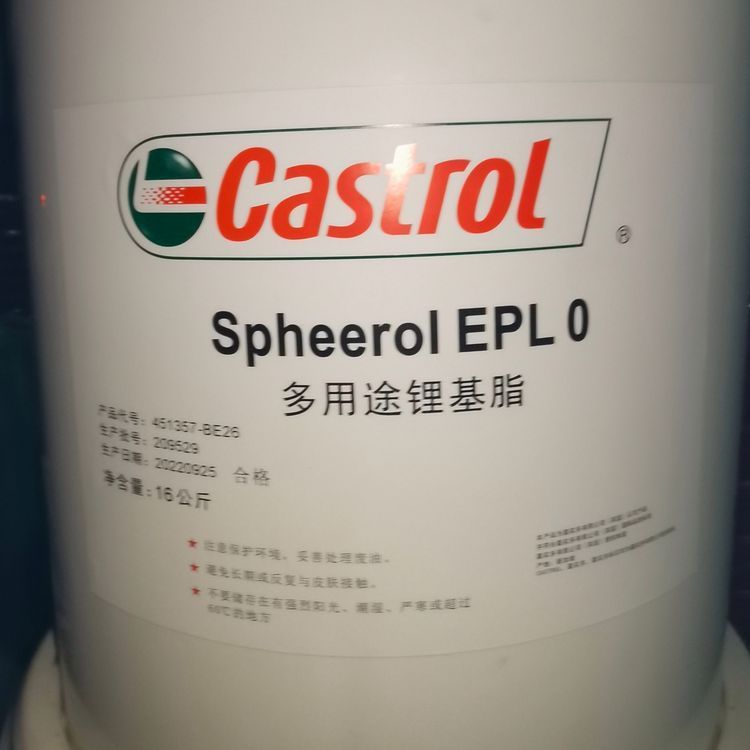 Castrol
®
Spheerol EPL 0
多用途锂基脂
产品代号: 451357-BE26
生产批号: 209529
生产日期: 20220925 合格
净含量: 16公斤
★ 注意保护环境、妥善处理废油。
★ 避免长期或反复与皮肤接触。
★ 不要储存在有强烈阳光、潮湿、严寒或超过
60℃的地方